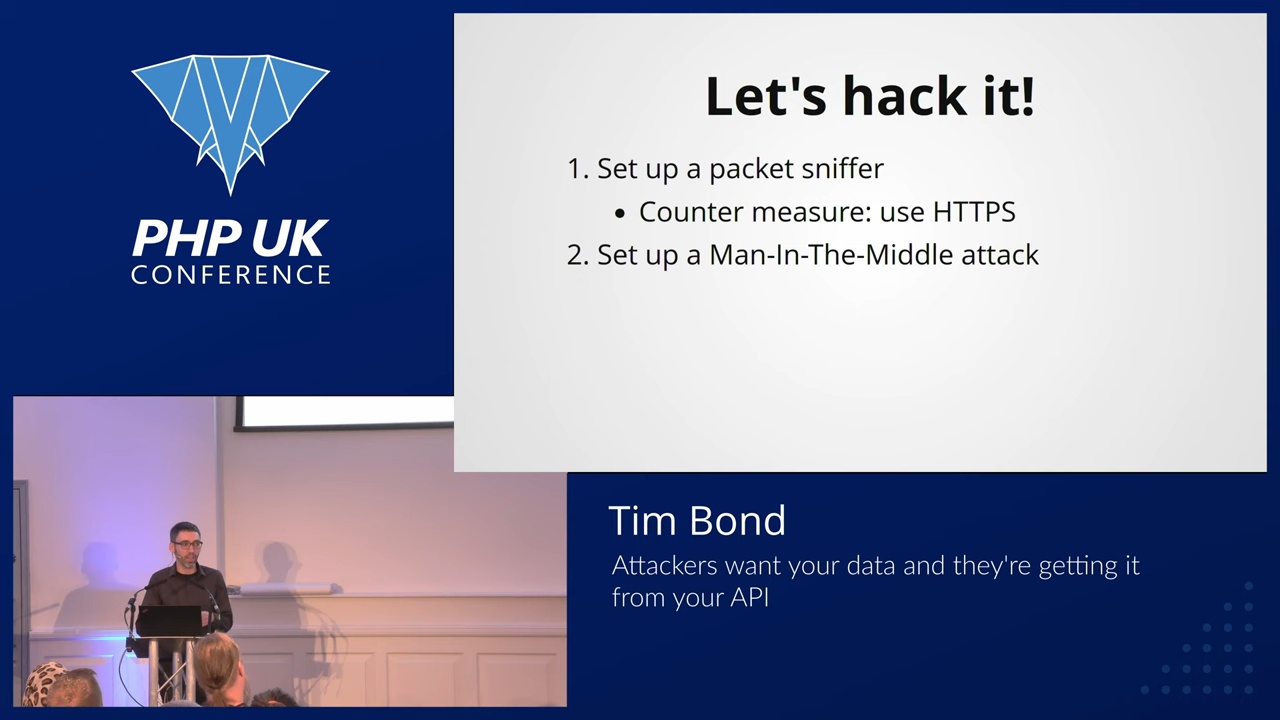 PHP UK
CONFERENCE
Let's hack it!
1. Set up a packet sniffer
• Counter measure: use HTTPS
2. Set up a Man-In-The-Middle attack
Tim Bond
Attackers want your data and they're getting it
from your API